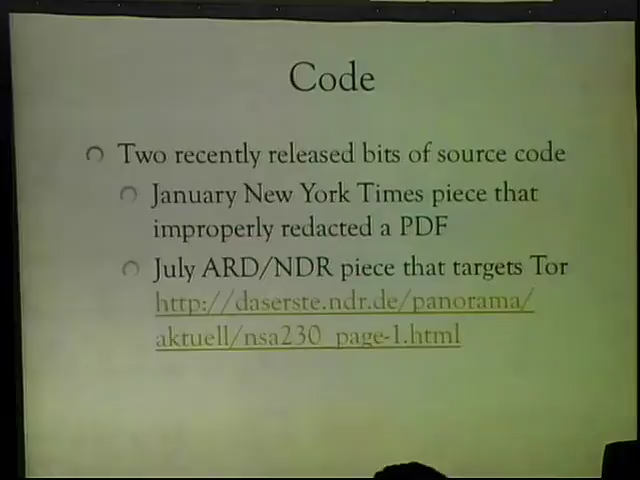 Code
Two recently released bits of source code
January New York Times piece that
improperly redacted a PDF
July ARD/NDR piece that targets Tor
http://daserste.ndr.de/panorama/
aktuell/nsa230_page-1.html